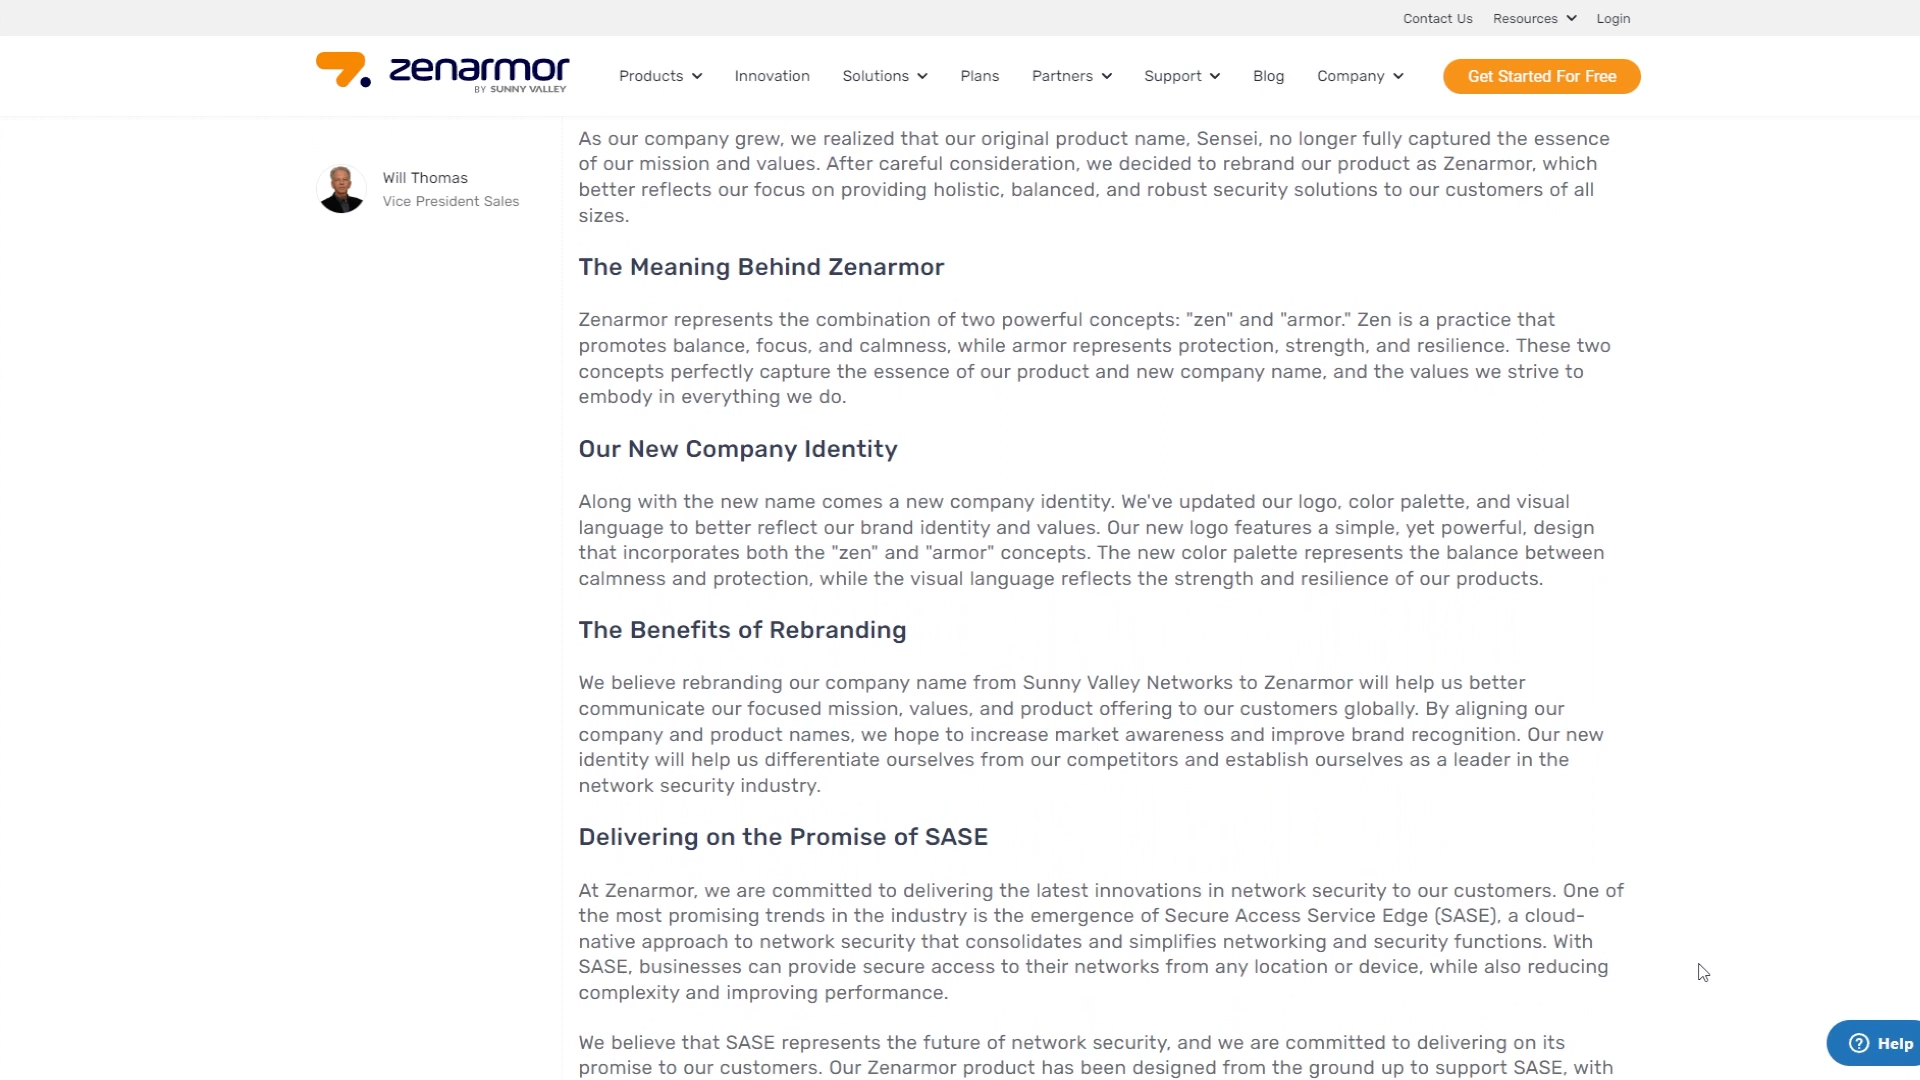 Contact Us Resources Login
zenarmor
BY SUNNY VALLEY
Products Innovation Solutions Plans Partners Support Blog Company Get Started For Free
Will Thomas
Vice President Sales
As our company grew, we realized that our original product name, Sensei, no longer fully captured the essence
of our mission and values. After careful consideration, we decided to rebrand our product as Zenarmor, which
better reflects our focus on providing holistic, balanced, and robust security solutions to our customers of all
sizes.
The Meaning Behind Zenarmor
Zenarmor represents the combination of two powerful concepts: "zen" and "armor." Zen is a practice that
promotes balance, focus, and calmness, while armor represents protection, strength, and resilience. These two
concepts perfectly capture the essence of our product and new company name, and the values we strive to
embody in everything we do.
Our New Company Identity
Along with the new name comes a new company identity. We've updated our logo, color palette, and visual
language to better reflect our brand identity and values. Our new logo features a simple, yet powerful, design
that incorporates both the "zen" and "armor" concepts. The new color palette represents the balance between
calmness and protection, while the visual language reflects the strength and resilience of our products.
The Benefits of Rebranding
We believe rebranding our company name from Sunny Valley Networks to Zenarmor will help us better
communicate our focused mission, values, and product offering to our customers globally. By aligning our
company and product names, we hope to increase market awareness and improve brand recognition. Our new
identity will help us differentiate ourselves from our competitors and establish ourselves as a leader in the
network security industry.
Delivering on the Promise of SASE
At Zenarmor, we are committed to delivering the latest innovations in network security to our customers. One of
the most promising trends in the industry is the emergence of Secure Access Service Edge (SASE), a cloud-
native approach to network security that consolidates and simplifies networking and security functions. With
SASE, businesses can provide secure access to their networks from any location or device, while also reducing
complexity and improving performance.
We believe that SASE represents the future of network security, and we are committed to delivering on its
promise to our customers. Our Zenarmor product has been designed from the ground up to support SASE, with
Help